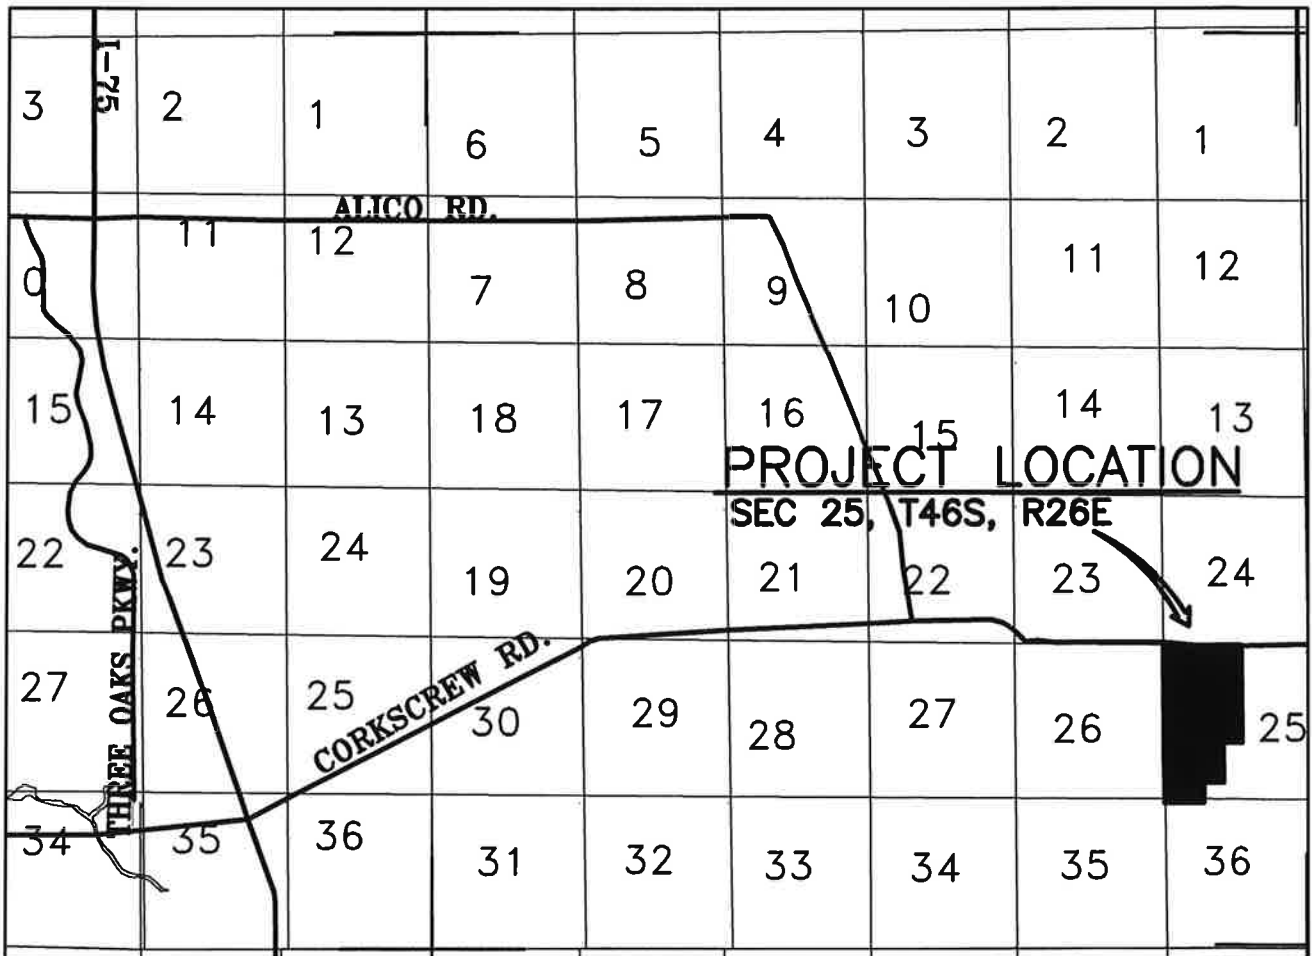 I-75
3 2 1 6 5 4 3 2 1
ALICO RD.
0 11 12 7 8 9 10 11 12
15 14 13 18 17 16 15 14 13
PROJECT LOCATION
SEC 25, T46S, R26E
22 23 24 19 20 21 22 23 24
THREE OAKS PKWY.
CORKSCREW RD.
27 26 25 30 29 28 27 26 25
34 35 36 31 32 33 34 35 36